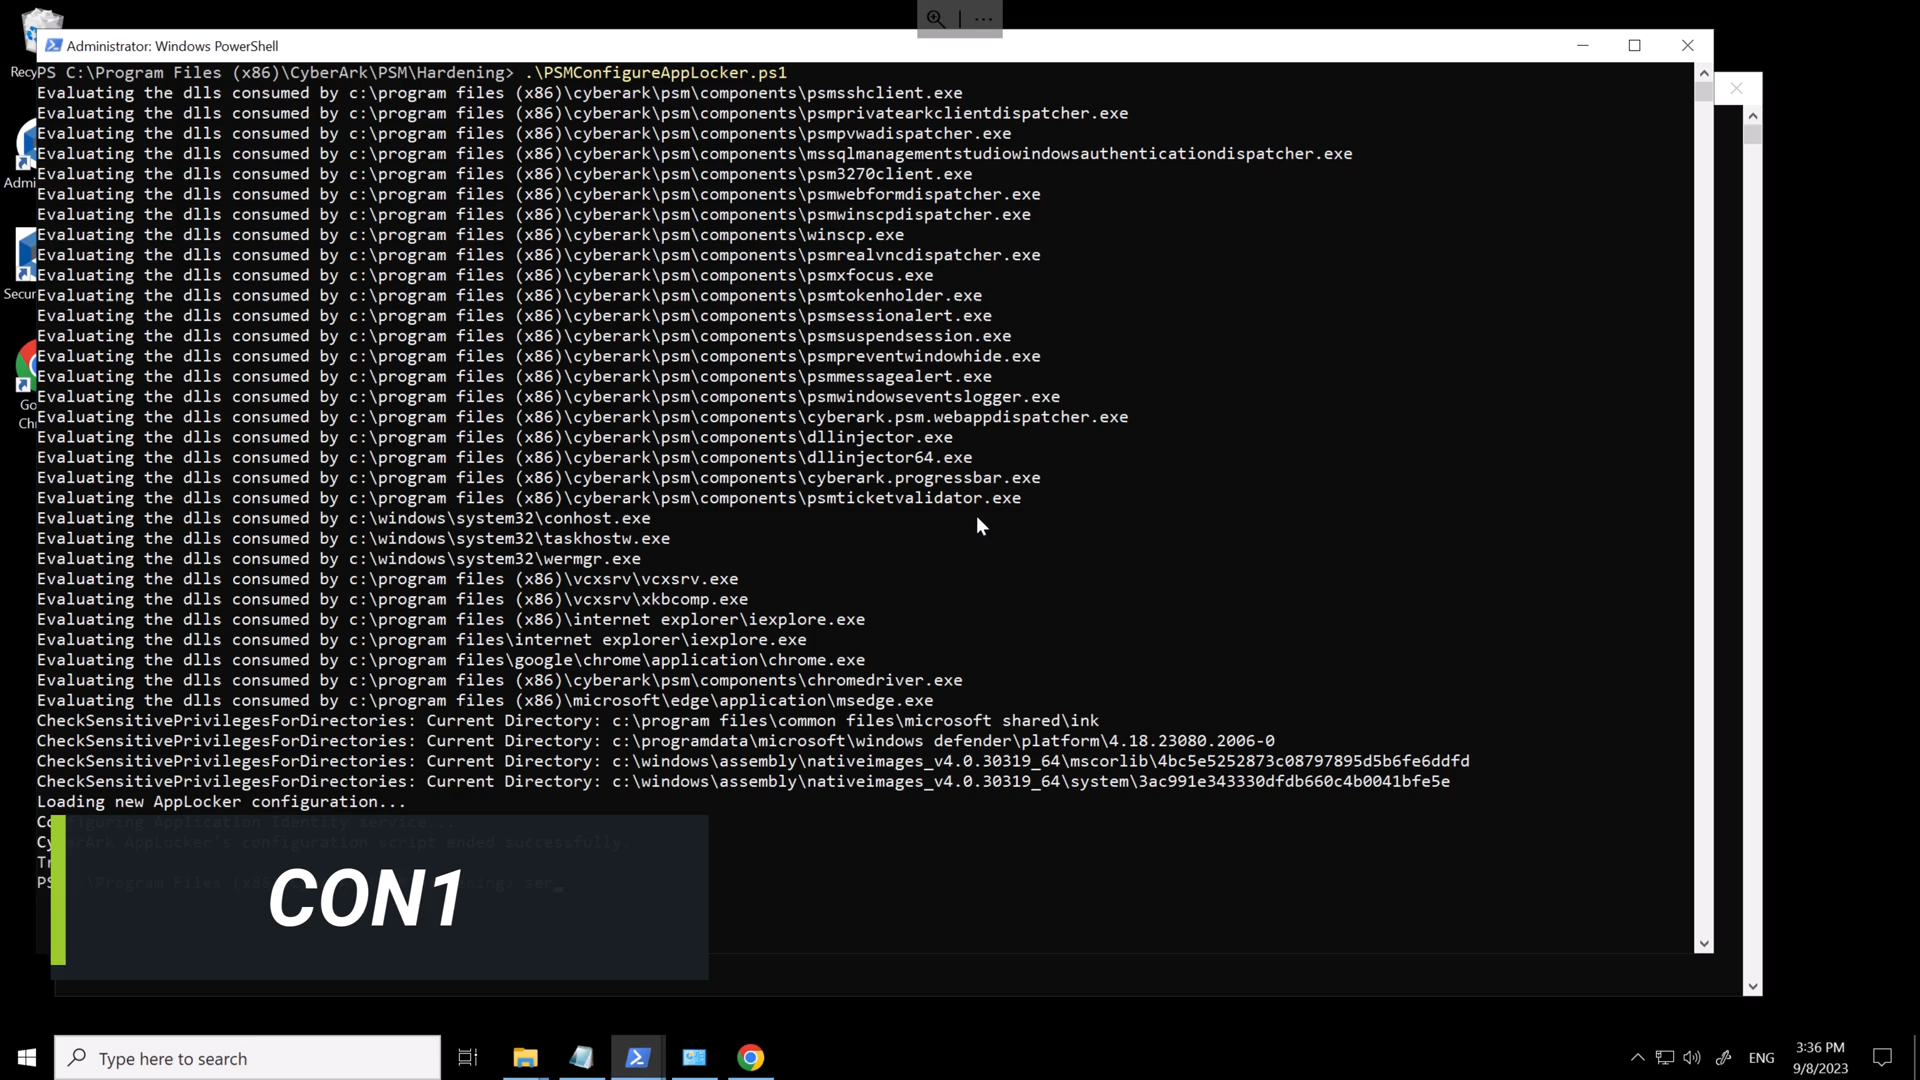 Administrator: Windows PowerShell
PS C:\Program Files (x86)\CyberArk\PSM\Hardening> .\PSMConfigureAppLocker.ps1
Evaluating the dlls consumed by c:\program files (x86)\cyberark\psm\components\psmsshclient.exe
Evaluating the dlls consumed by c:\program files (x86)\cyberark\psm\components\psmprivatearkclientdispatcher.exe
Evaluating the dlls consumed by c:\program files (x86)\cyberark\psm\components\psmpvwadispatcher.exe
Evaluating the dlls consumed by c:\program files (x86)\cyberark\psm\components\mssqlmanagementstudiowindowsauthenticationdispatcher.exe
Evaluating the dlls consumed by c:\program files (x86)\cyberark\psm\components\psm3270client.exe
Evaluating the dlls consumed by c:\program files (x86)\cyberark\psm\components\psmwebformdispatcher.exe
Evaluating the dlls consumed by c:\program files (x86)\cyberark\psm\components\psmwinscpdispatcher.exe
Evaluating the dlls consumed by c:\program files (x86)\cyberark\psm\components\winscp.exe
Evaluating the dlls consumed by c:\program files (x86)\cyberark\psm\components\psmrealvncdispatcher.exe
Evaluating the dlls consumed by c:\program files (x86)\cyberark\psm\components\psmxfocus.exe
Evaluating the dlls consumed by c:\program files (x86)\cyberark\psm\components\psmtokenholder.exe
Evaluating the dlls consumed by c:\program files (x86)\cyberark\psm\components\psmsessionalert.exe
Evaluating the dlls consumed by c:\program files (x86)\cyberark\psm\components\psmsuspendsession.exe
Evaluating the dlls consumed by c:\program files (x86)\cyberark\psm\components\psmpreventwindowhide.exe
Evaluating the dlls consumed by c:\program files (x86)\cyberark\psm\components\psmmessagealert.exe
Evaluating the dlls consumed by c:\program files (x86)\cyberark\psm\components\psmwindowseventslogger.exe
Evaluating the dlls consumed by c:\program files (x86)\cyberark\psm\components\cyberark.psm.webappdispatcher.exe
Evaluating the dlls consumed by c:\program files (x86)\cyberark\psm\components\dllinjector.exe
Evaluating the dlls consumed by c:\program files (x86)\cyberark\psm\components\dllinjector64.exe
Evaluating the dlls consumed by c:\program files (x86)\cyberark\psm\components\cyberark.progressbar.exe
Evaluating the dlls consumed by c:\program files (x86)\cyberark\psm\components\psmticketvalidator.exe
Evaluating the dlls consumed by c:\windows\system32\conhost.exe
Evaluating the dlls consumed by c:\windows\system32\taskhostw.exe
Evaluating the dlls consumed by c:\windows\system32\wermgr.exe
Evaluating the dlls consumed by c:\program files (x86)\vcxsrv\vcxsrv.exe
Evaluating the dlls consumed by c:\program files (x86)\vcxsrv\xkbcomp.exe
Evaluating the dlls consumed by c:\program files (x86)\internet explorer\iexplore.exe
Evaluating the dlls consumed by c:\program files\internet explorer\iexplore.exe
Evaluating the dlls consumed by c:\program files\google\chrome\application\chrome.exe
Evaluating the dlls consumed by c:\program files (x86)\cyberark\psm\components\chromedriver.exe
Evaluating the dlls consumed by c:\program files (x86)\microsoft\edge\application\msedge.exe
CheckSensitivePrivilegesForDirectories: Current Directory: c:\program files\common files\microsoft shared\ink
CheckSensitivePrivilegesForDirectories: Current Directory: c:\programdata\microsoft\windows defender\platform\4.18.23080.2006-0
CheckSensitivePrivilegesForDirectories: Current Directory: c:\windows\assembly\nativeimages_v4.0.30319_64\mscorlib\4bc5e5252873c08797895d5b6fe6ddfd
CheckSensitivePrivilegesForDirectories: Current Directory: c:\windows\assembly\nativeimages_v4.0.30319_64\system\3ac991e343330dfdb660c4b0041bfe5e
Loading new AppLocker configuration...
Configuring Application Identity service...
CyberArk AppLocker's configuration script ended successfully.
Tr
PS \Program Files (x8 ng> ser_
CON1
Recy
Admi
Secur
Go
Ch
Type here to search
ENG
3:36 PM
9/8/2023